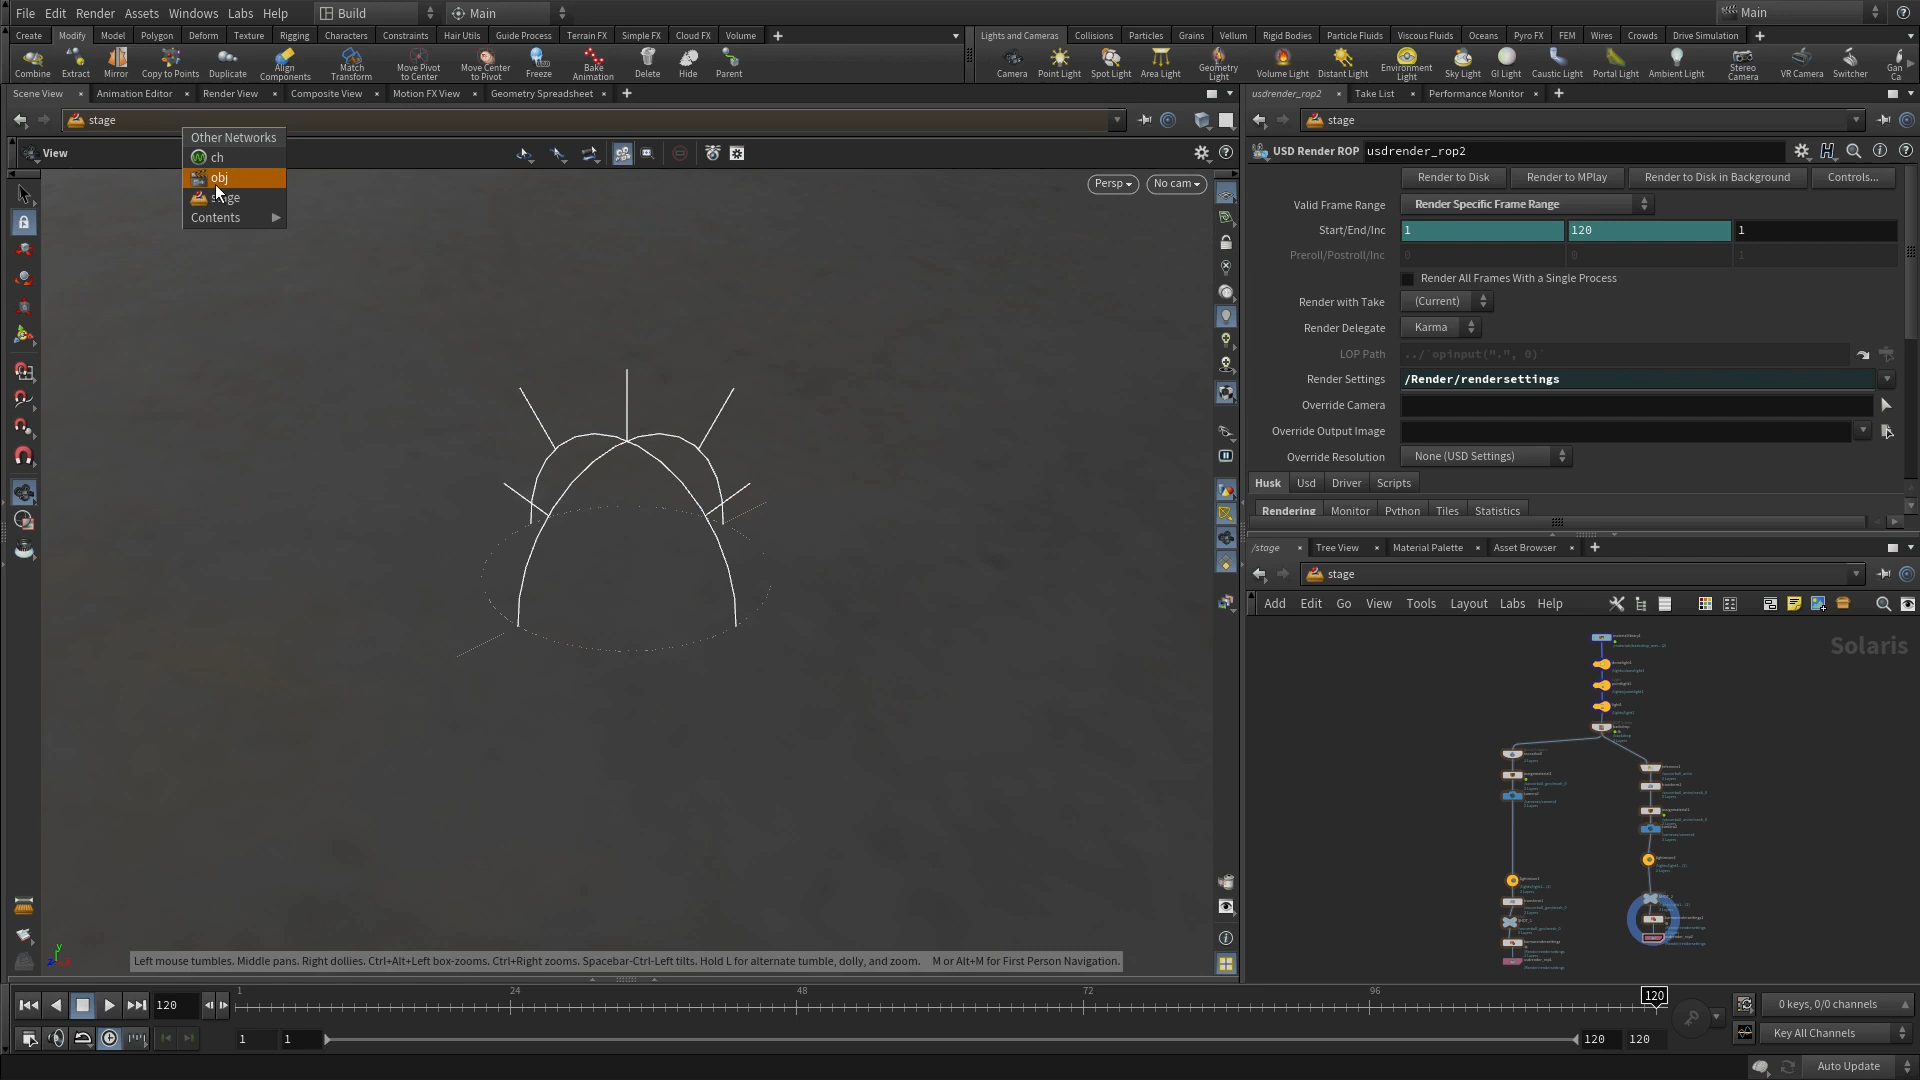 File Edit Render Assets Windows Labs Help Build Main Main
Create Modify Model Polygon Deform Texture Rigging Characters Constraints Hair Utils Guide Process Terrain FX Simple FX Cloud FX Volume
Lights and Cameras Collisions Particles Grains Vellum Rigid Bodies Particle Fluids Viscous Fluids Oceans Pyro FX FEM Wires Crowds Drive Simulation
Combine Extract Mirror Copy to Points Duplicate Align Components Match Transform Move Pivot to Center Move Center to Pivot Freeze Bake Animation Delete Hide Parent
Camera Point Light Spot Light Area Light Geometry Light Volume Light Distant Light Environment Light Sky Light GI Light Caustic Light Portal Light Ambient Light Stereo Camera VR Camera Switcher Gan Ca
Scene View Animation Editor Render View Composite View Motion FX View Geometry Spreadsheet
usdrender_rop2 Take List Performance Monitor
stage
stage
Other Networks
ch
obj
Contents
View
Persp No cam
USD Render ROP usdrender_rop2
Render to Disk Render to MPlay Render to Disk in Background Controls...
Valid Frame Range Render Specific Frame Range
Start/End/Inc 1 120 1
Preroll/Postroll/Inc 0 0 1
Render All Frames With a Single Process
Render with Take (Current)
Render Delegate Karma
LOP Path ../`opinput(".", 0)`
Render Settings /Render/rendersettings
Override Camera
Override Output Image
Override Resolution None (USD Settings)
Husk Usd Driver Scripts
Rendering Monitor Python Tiles Statistics
/stage Tree View Material Palette Asset Browser
stage
Add Edit Go View Tools Layout Labs Help
Solaris
Left mouse tumbles. Middle pans. Right dollies. Ctrl+Alt+Left box-zooms. Ctrl+Right zooms. Spacebar-Ctrl-Left tilts. Hold L for alternate tumble, dolly, and zoom. M or Alt+M for First Person Navigation.
120 1 24 48 72 96 120
0 keys, 0/0 channels
1 1 120 120
Key All Channels
Auto Update